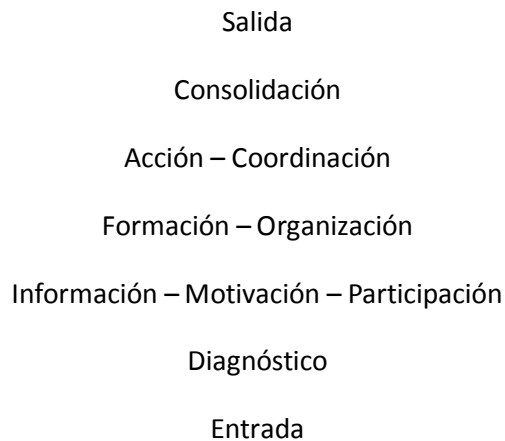 Salida
Consolidación
Acción – Coordinación
Formación – Organización
Información – Motivación – Participación
Diagnóstico
Entrada